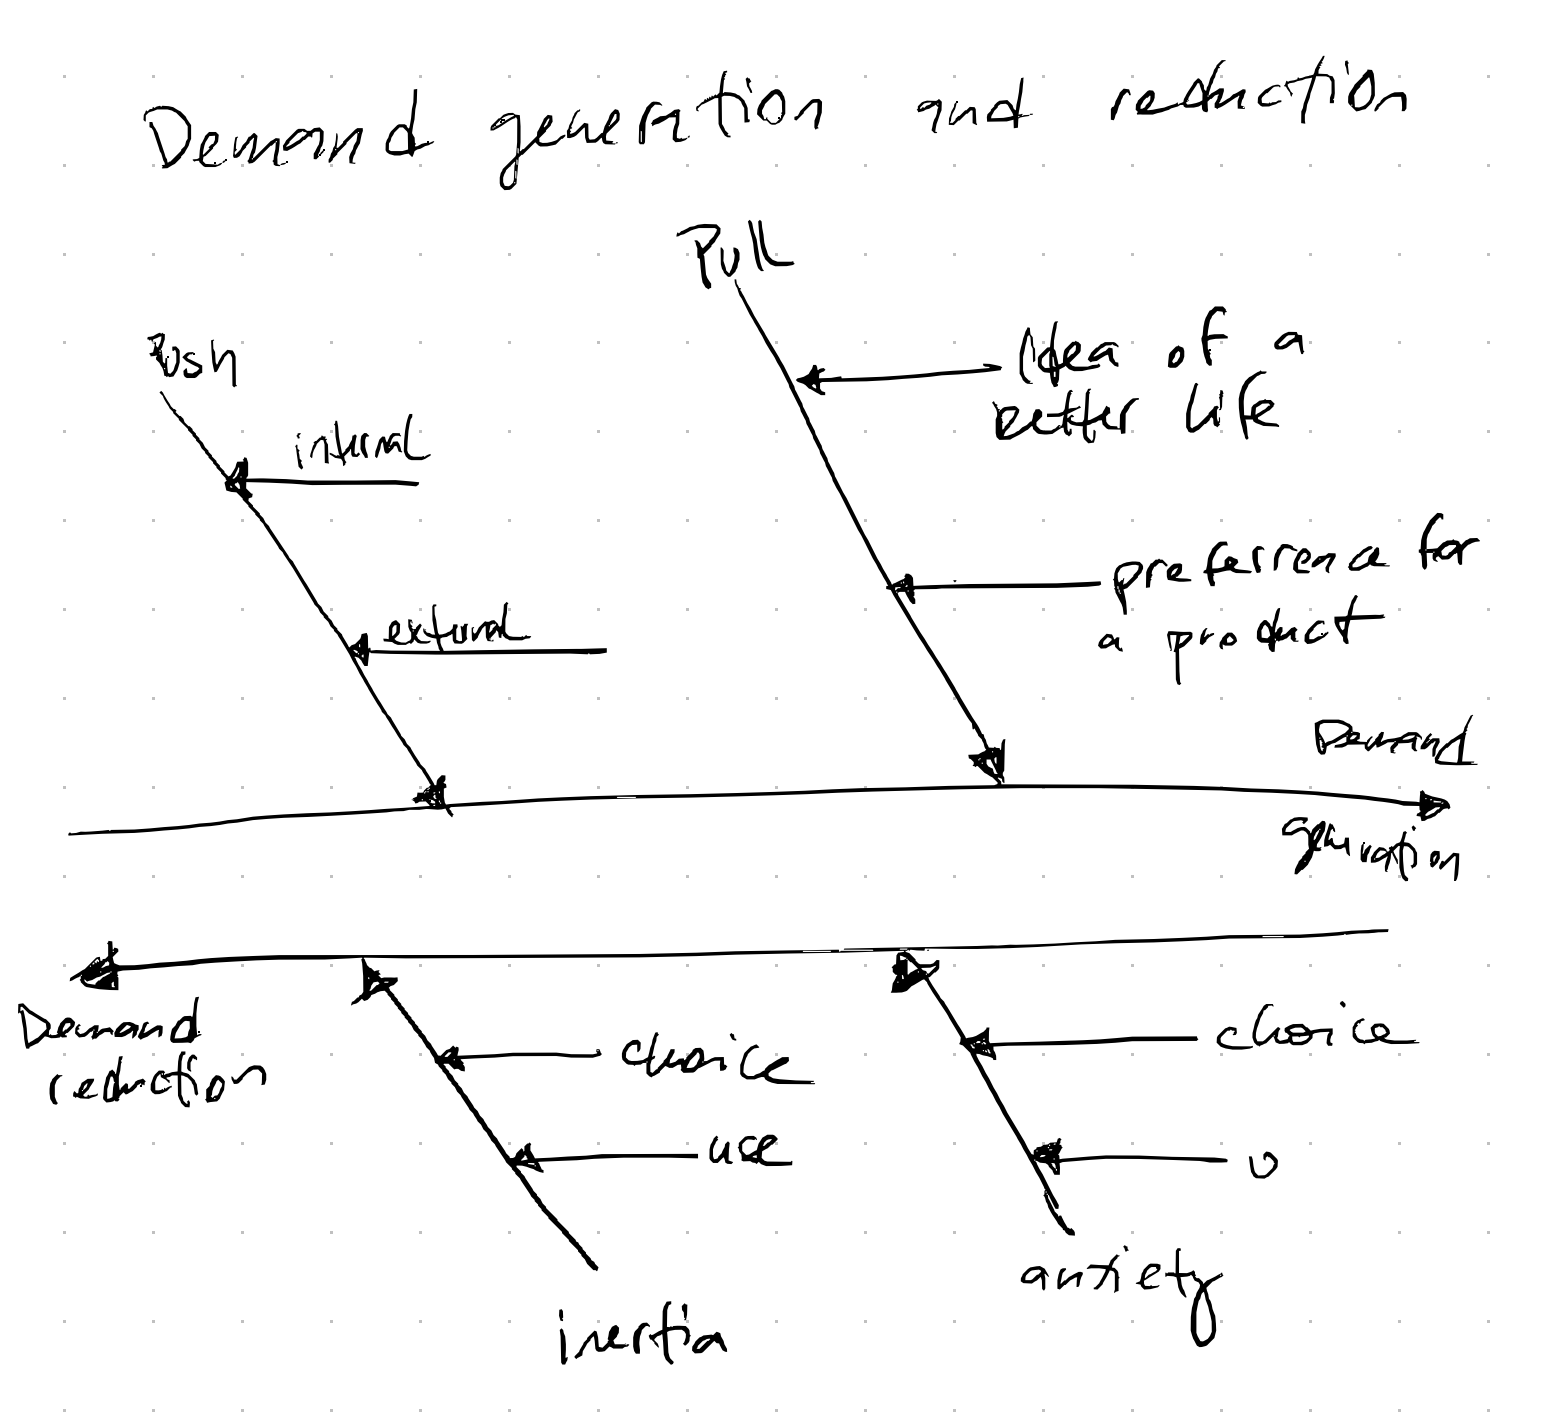 Demand generation and reduction
Pull
Push
Idea of a
better life
internal
preferrence for
a product
external
Demand
generation
Demand
reduction
choice
choice
use
anxiety
inertia